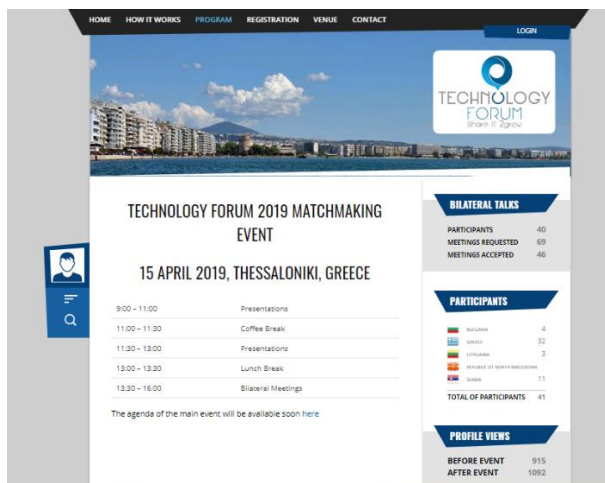 HOME HOW IT WORKS PROGRAM REGISTRATION VENUE CONTACT
LOGIN
TECHNOLOGY
FORUM
Share IT 2grow
TECHNOLOGY FORUM 2019 MATCHMAKING
EVENT
15 APRIL 2019, THESSALONIKI, GREECE
9:00 – 11:00 Presentations
11:00 – 11:30 Coffee Break
11:30 – 13:00 Presentations
13:00 – 13:30 Lunch Break
13:30 – 16:00 Bilateral Meetings
The agenda of the main event will be available soon here
BILATERAL TALKS
PARTICIPANTS 40
MEETINGS REQUESTED 69
MEETINGS ACCEPTED 46
PARTICIPANTS
BULGARIA 4
GREECE 32
LITHUANIA 3
REPUBLIC OF NORTH MACEDONIA
SERBIA 11
TOTAL OF PARTICIPANTS 41
PROFILE VIEWS
BEFORE EVENT 915
AFTER EVENT 1092